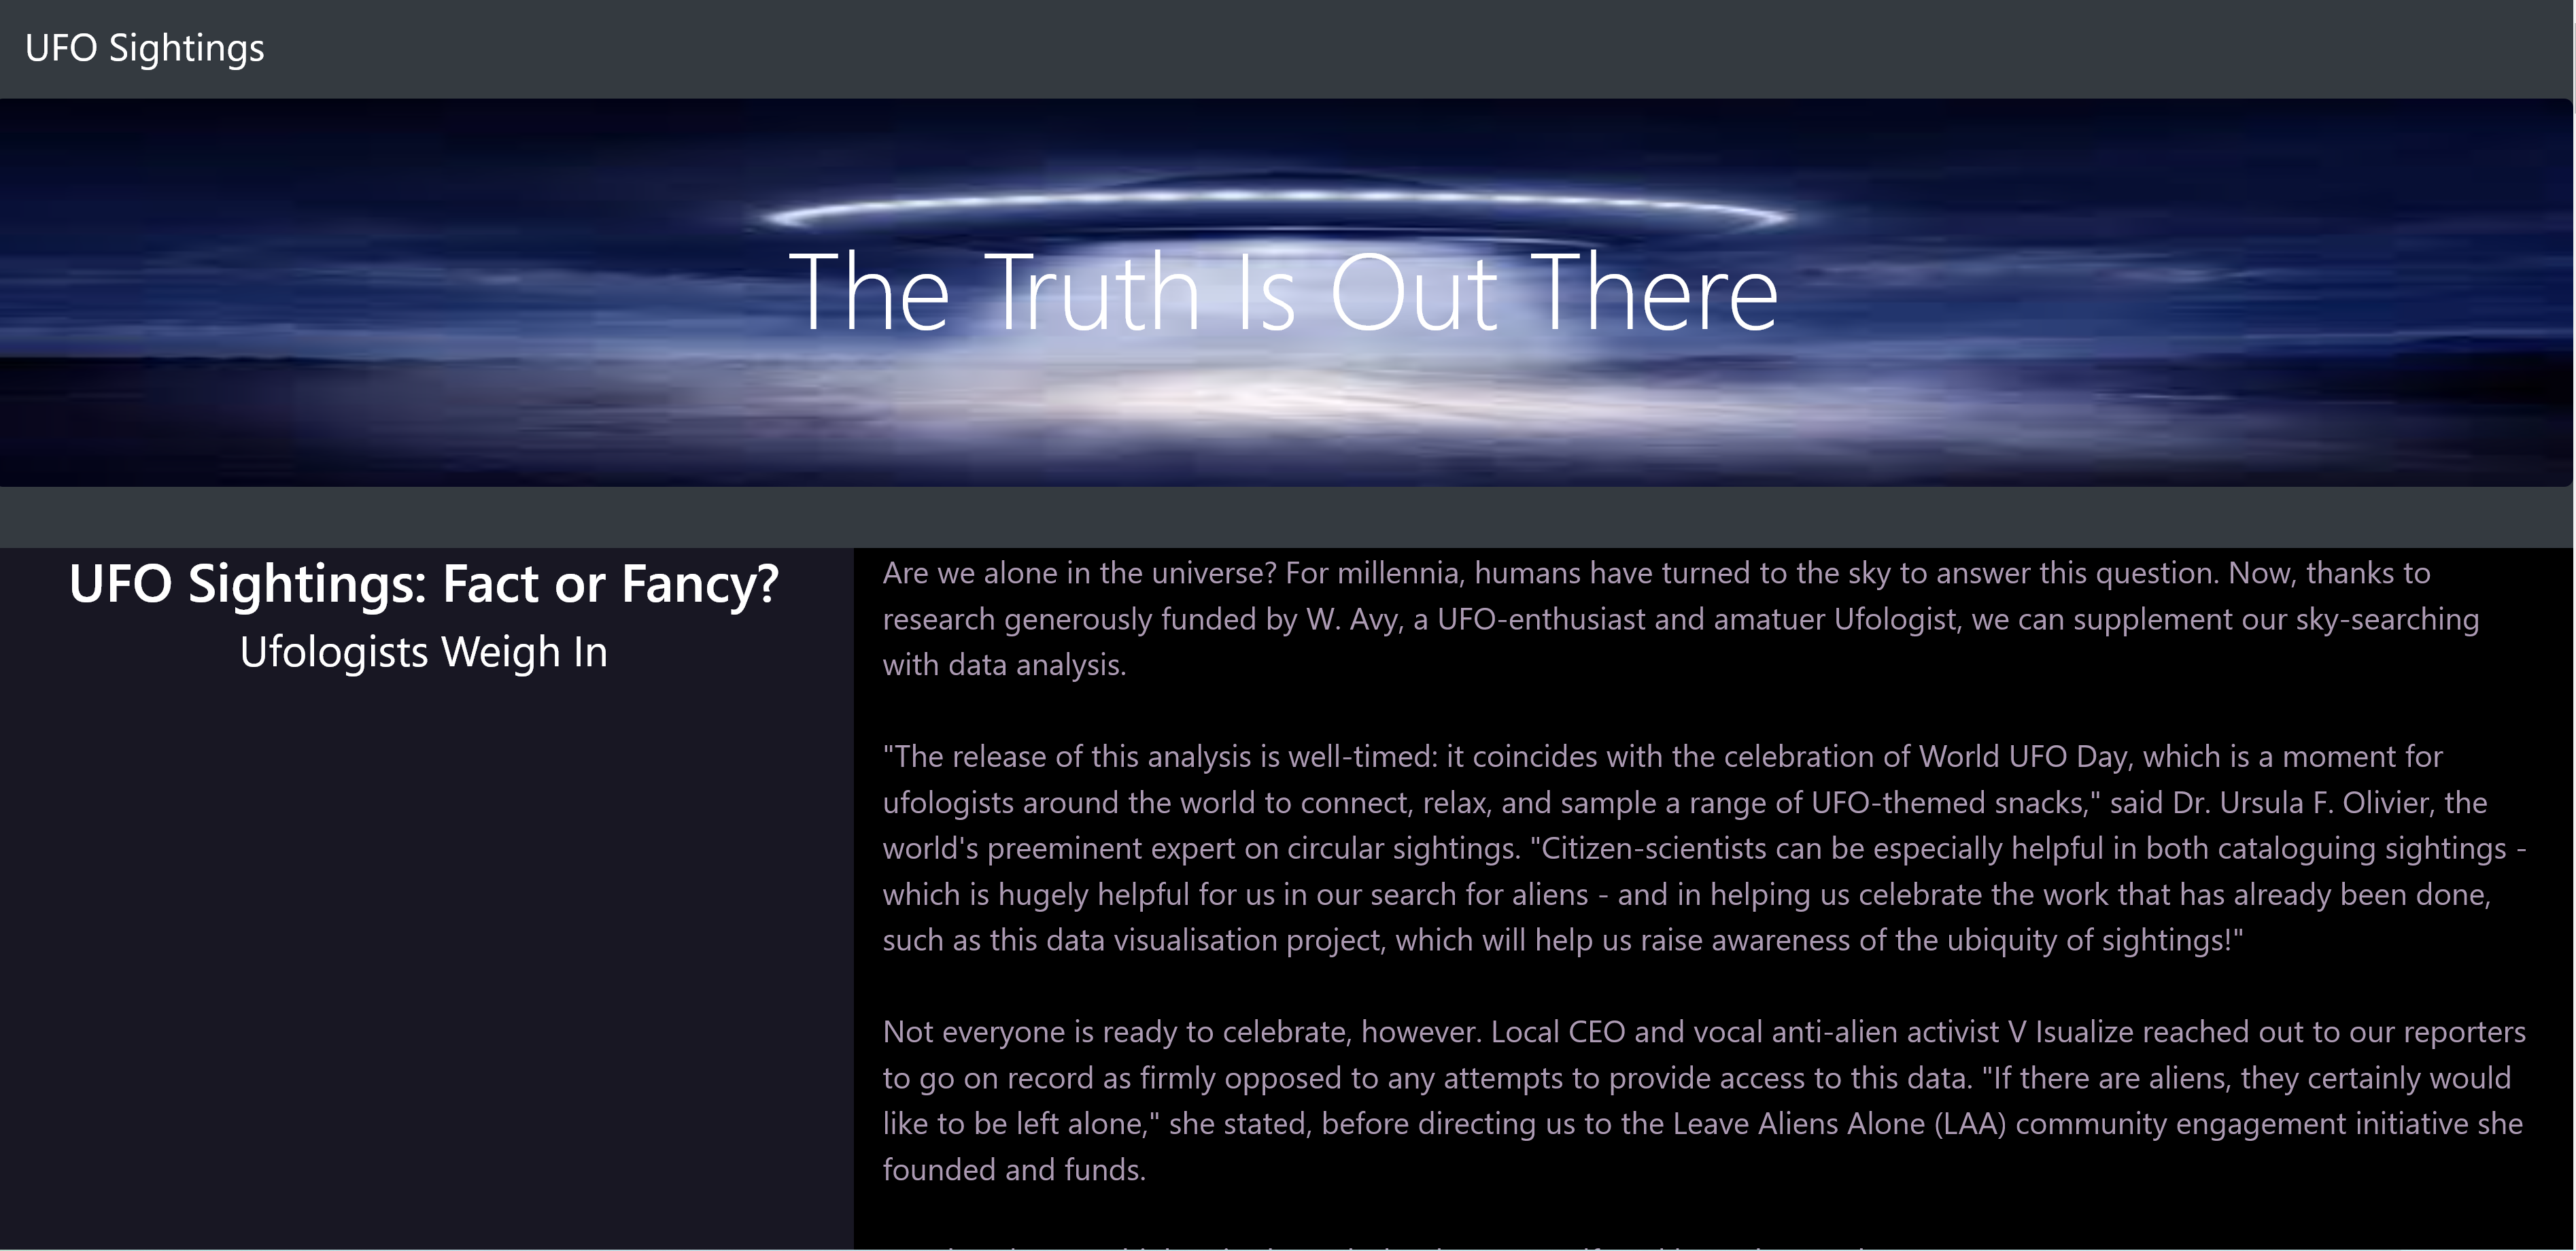 UFO Sightings
The Truth Is Out There
UFO Sightings: Fact or Fancy?
Ufologists Weigh In
Are we alone in the universe? For millennia, humans have turned to the sky to answer this question. Now, thanks to
research generously funded by W. Avy, a UFO-enthusiast and amatuer Ufologist, we can supplement our sky-searching
with data analysis.
"The release of this analysis is well-timed: it coincides with the celebration of World UFO Day, which is a moment for
ufologists around the world to connect, relax, and sample a range of UFO-themed snacks," said Dr. Ursula F. Olivier, the
world's preeminent expert on circular sightings. "Citizen-scientists can be especially helpful in both cataloguing sightings -
which is hugely helpful for us in our search for aliens - and in helping us celebrate the work that has already been done,
such as this data visualisation project, which will help us raise awareness of the ubiquity of sightings!"
Not everyone is ready to celebrate, however. Local CEO and vocal anti-alien activist V Isualize reached out to our reporters
to go on record as firmly opposed to any attempts to provide access to this data. "If there are aliens, they certainly would
like to be left alone," she stated, before directing us to the Leave Aliens Alone (LAA) community engagement initiative she
founded and funds.